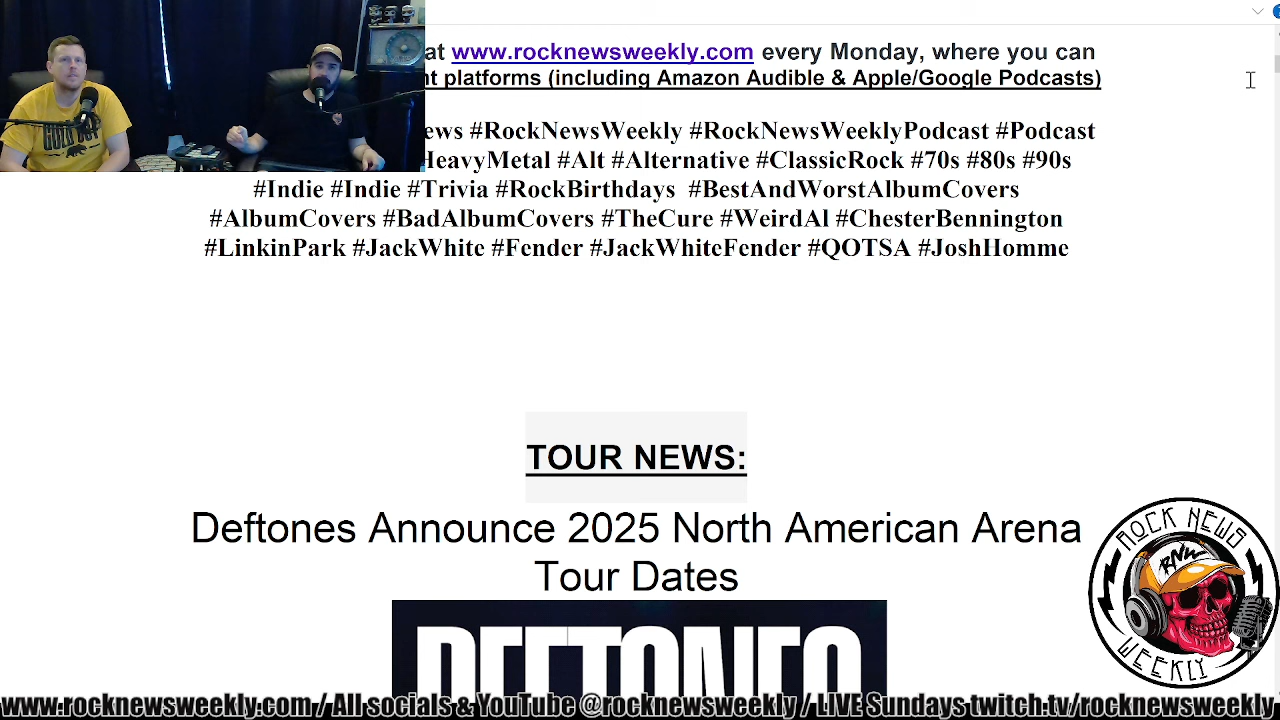 at www.rocknewsweekly.com every Monday, where you can
nt platforms (including Amazon Audible & Apple/Google Podcasts)
ews #RockNewsWeekly #RockNewsWeeklyPodcast #Podcast
HeavyMetal #Alt #Alternative #ClassicRock #70s #80s #90s
#Indie #Indie #Trivia #RockBirthdays #BestAndWorstAlbumCovers
#AlbumCovers #BadAlbumCovers #TheCure #WeirdAl #ChesterBennington
#LinkinPark #JackWhite #Fender #JackWhiteFender #QOTSA #JoshHomme
TOUR NEWS:
Deftones Announce 2025 North American Arena
Tour Dates
DEFTONES
ROCK NEWS
RNW
WEEKLY
www.rocknewsweekly.com / All socials & YouTube @rocknewsweekly / LIVE Sundays twitch.tv/rocknewsweekly